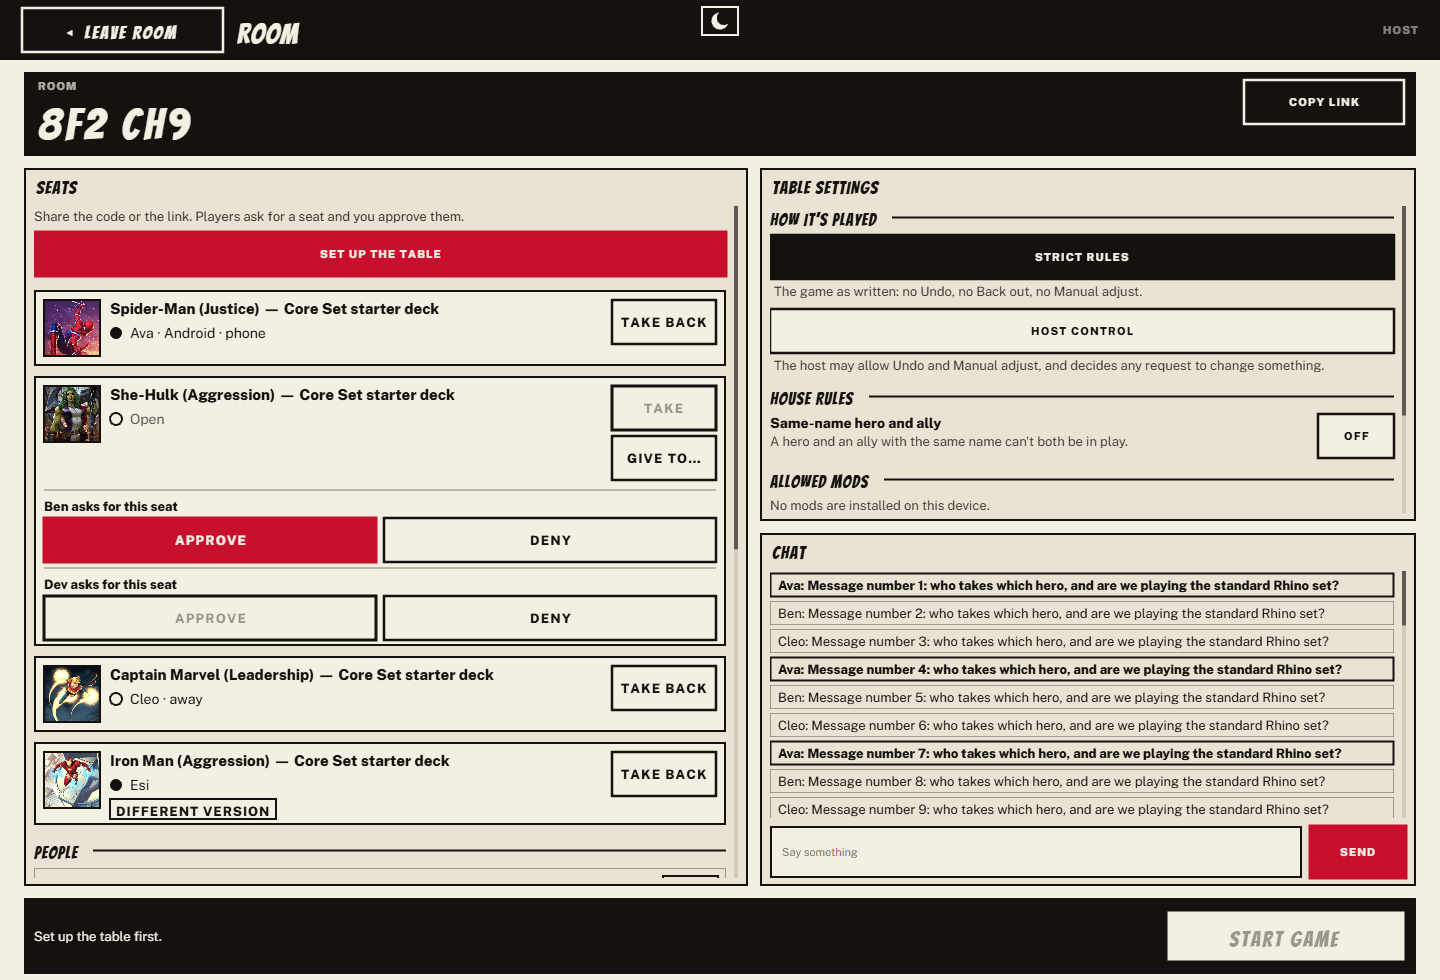 ◂ LEAVE ROOM
ROOM
HOST
ROOM
8F2 CH9
COPY LINK
SEATS
Share the code or the link. Players ask for a seat and you approve them.
SET UP THE TABLE
Spider-Man (Justice) — Core Set starter deck
Ava · Android · phone
TAKE BACK
She-Hulk (Aggression) — Core Set starter deck
Open
TAKE
GIVE TO...
Ben asks for this seat
APPROVE
DENY
Dev asks for this seat
APPROVE
DENY
Captain Marvel (Leadership) — Core Set starter deck
Cleo · away
TAKE BACK
Iron Man (Aggression) — Core Set starter deck
Esi
DIFFERENT VERSION
TAKE BACK
PEOPLE
TABLE SETTINGS
HOW IT'S PLAYED
STRICT RULES
The game as written: no Undo, no Back out, no Manual adjust.
HOST CONTROL
The host may allow Undo and Manual adjust, and decides any request to change something.
HOUSE RULES
Same-name hero and ally
A hero and an ally with the same name can't both be in play.
OFF
ALLOWED MODS
No mods are installed on this device.
CHAT
Ava: Message number 1: who takes which hero, and are we playing the standard Rhino set?
Ben: Message number 2: who takes which hero, and are we playing the standard Rhino set?
Cleo: Message number 3: who takes which hero, and are we playing the standard Rhino set?
Ava: Message number 4: who takes which hero, and are we playing the standard Rhino set?
Ben: Message number 5: who takes which hero, and are we playing the standard Rhino set?
Cleo: Message number 6: who takes which hero, and are we playing the standard Rhino set?
Ava: Message number 7: who takes which hero, and are we playing the standard Rhino set?
Ben: Message number 8: who takes which hero, and are we playing the standard Rhino set?
Cleo: Message number 9: who takes which hero, and are we playing the standard Rhino set?
Say something
SEND
Set up the table first.
START GAME